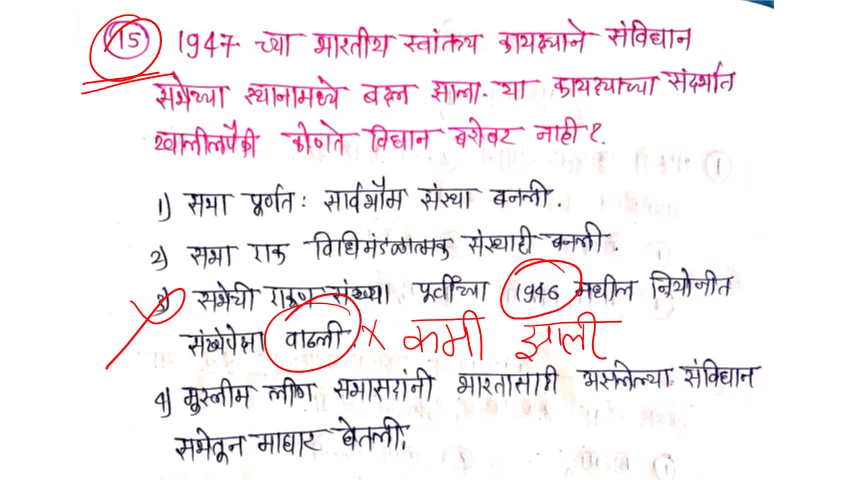 15) 1947 च्या भारतीय स्वातंत्र्य कायद्याने संविधान
सभेच्या स्थानामध्ये बदल झाला. या कायद्याच्या संदर्भात
खालीलपैकी कोणते विधान बरोबर नाही?
1) सभा पूर्णतः सार्वभौम संस्था बनली.
2) सभा एक विधिमंडळात्मक संस्थाही बनली.
3) सभेची एकूण संख्या पूर्वीच्या 1946 मधील नियोजीत
संख्येपेक्षा वाढली. x कमी झाली
4) मुस्लीम लीग सभासदांनी भारतासाठी असलेल्या संविधान
सभेतून माघार घेतली.